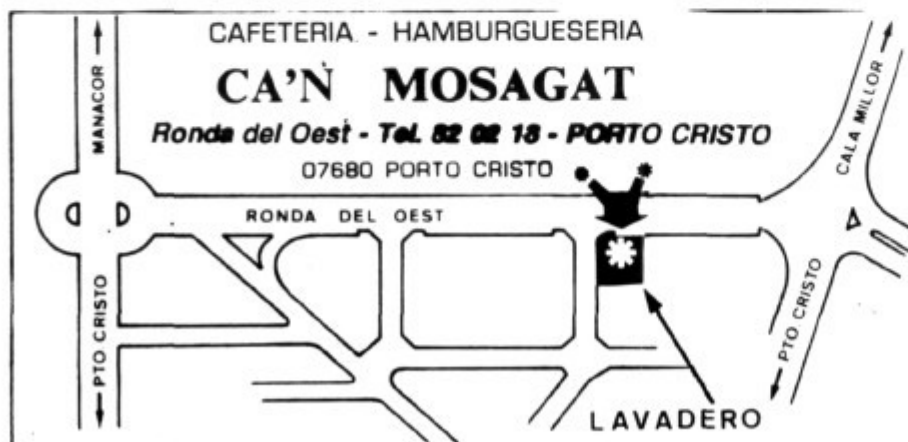 CAFETERIA - HAMBURGUESERIA
CA'N MOSAGAT
Ronda del Oest - Tel. 82 02 18 - PORTO CRISTO
07680 PORTO CRISTO
MANACOR
CALA MILLOR
RONDA DEL OEST
PTO CRISTO
PTO CRISTO
LAVADERO